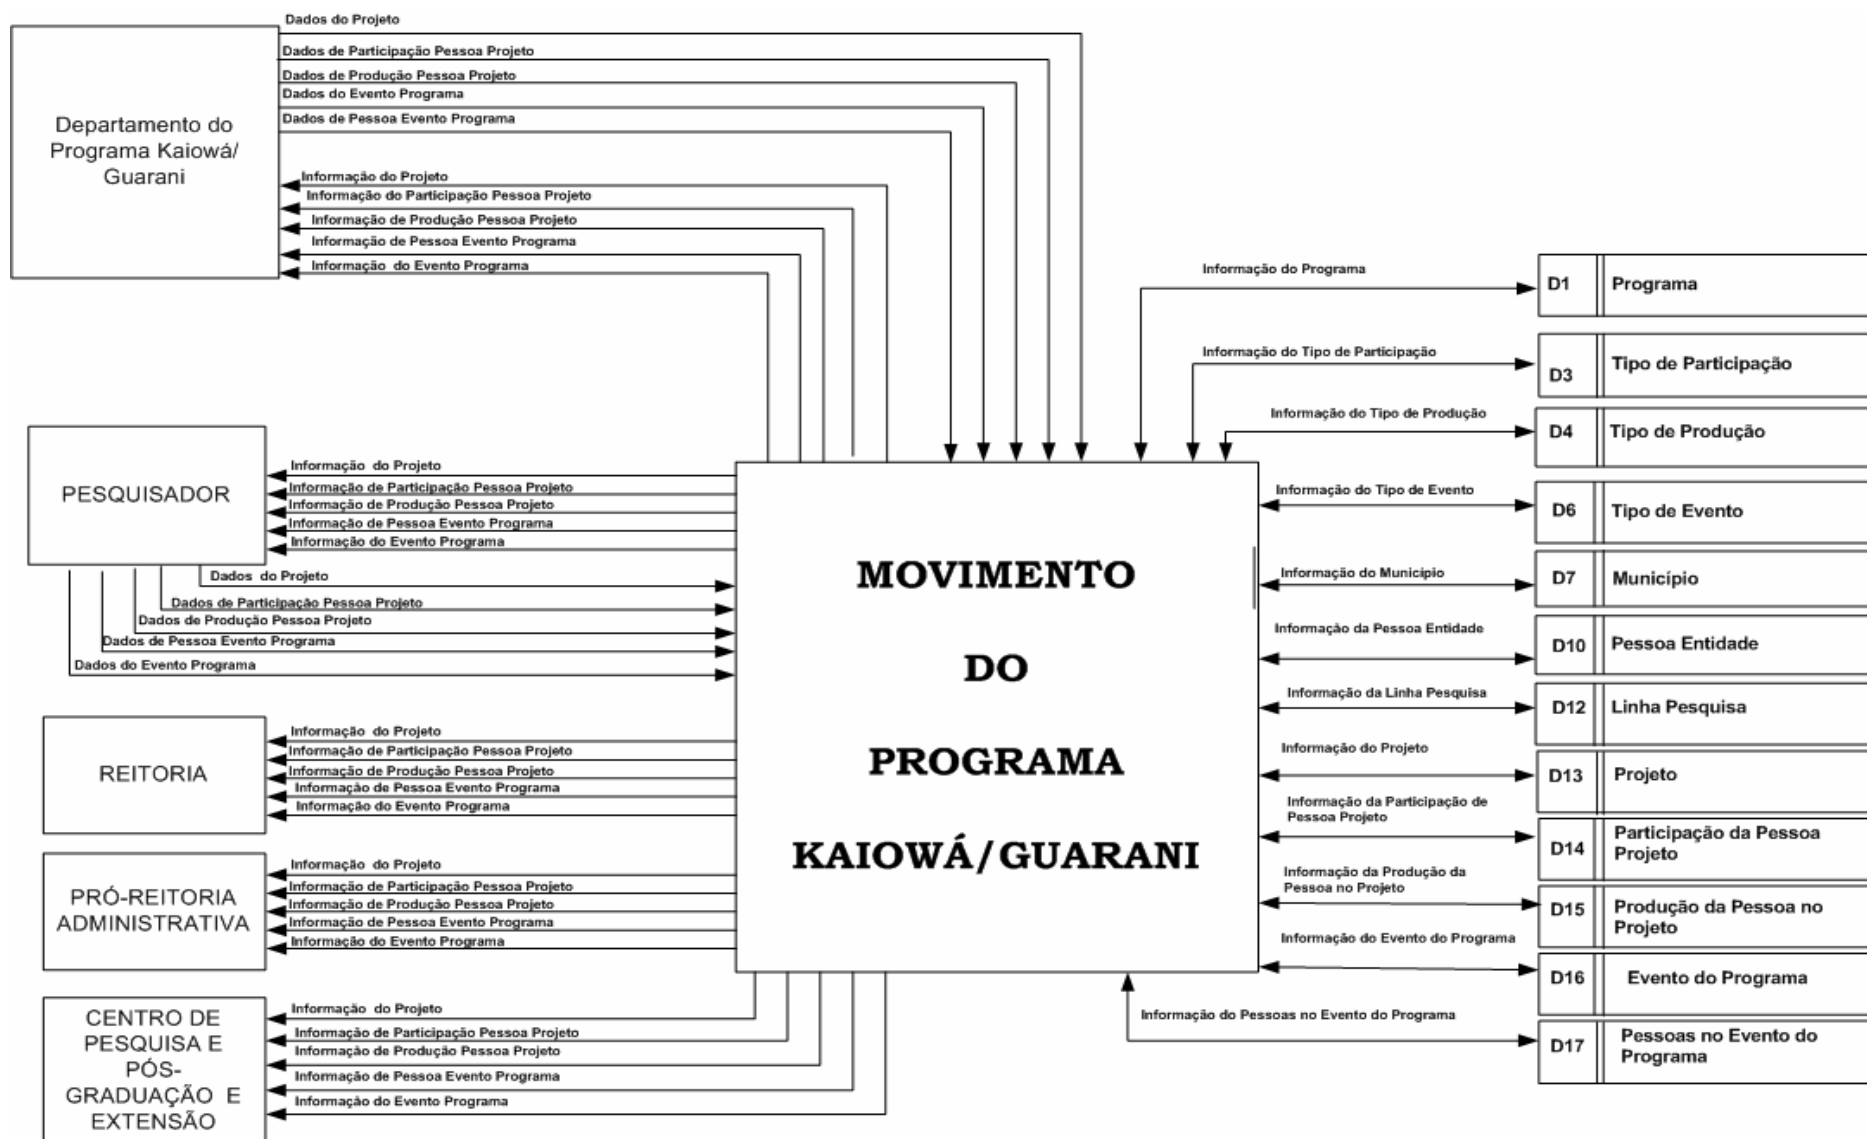 Dados do Projeto
Dados de Participação Pessoa Projeto
Dados de Produção Pessoa Projeto
Dados do Evento Programa
Dados de Pessoa Evento Programa
Departamento do
Programa Kaiowá/
Guarani
Informação do Projeto
Informação do Participação Pessoa Projeto
Informação de Produção Pessoa Projeto
Informação de Pessoa Evento Programa
Informação do Evento Programa
PESQUISADOR
Informação do Projeto
Informação de Participação Pessoa Projeto
Informação de Produção Pessoa Projeto
Informação de Pessoa Evento Programa
Informação do Evento Programa
Dados do Projeto
Dados de Participação Pessoa Projeto
Dados de Produção Pessoa Projeto
Dados de Pessoa Evento Programa
Dados do Evento Programa
REITORIA
Informação do Projeto
Informação de Participação Pessoa Projeto
Informação de Produção Pessoa Projeto
Informação de Pessoa Evento Programa
Informação do Evento Programa
PRÓ-REITORIA
ADMINISTRATIVA
Informação do Projeto
Informação de Participação Pessoa Projeto
Informação de Produção Pessoa Projeto
Informação de Pessoa Evento Programa
Informação do Evento Programa
CENTRO DE
PESQUISA E
PÓS-
GRADUAÇÃO E
EXTENSÃO
Informação do Projeto
Informação de Participação Pessoa Projeto
Informação de Produção Pessoa Projeto
Informação de Pessoa Evento Programa
Informação do Evento Programa
MOVIMENTO
DO
PROGRAMA
KAIOWÁ/GUARANI
Informação do Programa
D1 Programa
Informação do Tipo de Participação
D3 Tipo de Participação
Informação do Tipo de Produção
D4 Tipo de Produção
Informação do Tipo de Evento
D6 Tipo de Evento
Informação do Município
D7 Município
Informação da Pessoa Entidade
D10 Pessoa Entidade
Informação da Linha Pesquisa
D12 Linha Pesquisa
Informação do Projeto
D13 Projeto
Informação da Participação de
Pessoa Projeto
D14 Participação da Pessoa
Projeto
Informação da Produção da
Pessoa no Projeto
D15 Produção da Pessoa no
Projeto
Informação do Evento do Programa
D16 Evento do Programa
Informação do Pessoas no Evento do Programa
D17 Pessoas no Evento do
Programa